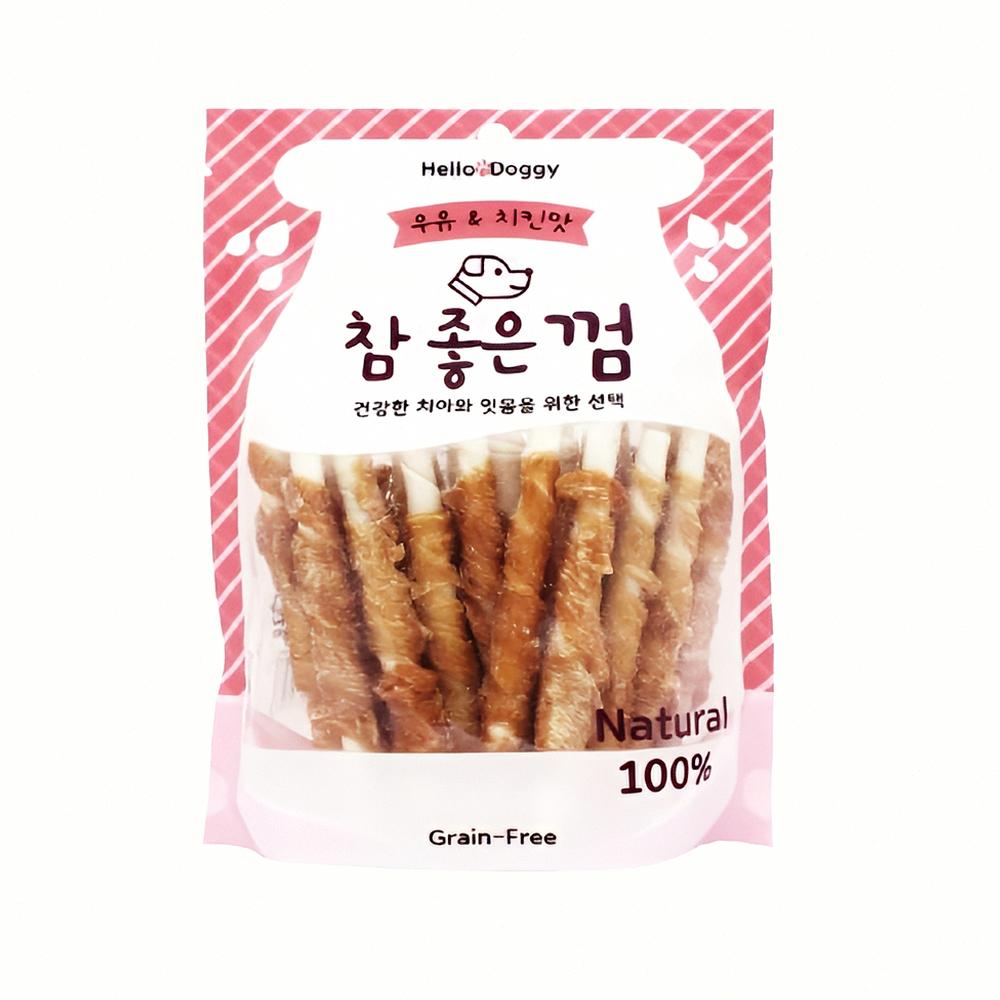 Hello Doggy
우유 & 치킨맛
참 좋은 껌
건강한 치아와 잇몸을 위한 선택
Natural
100%
Grain-Free